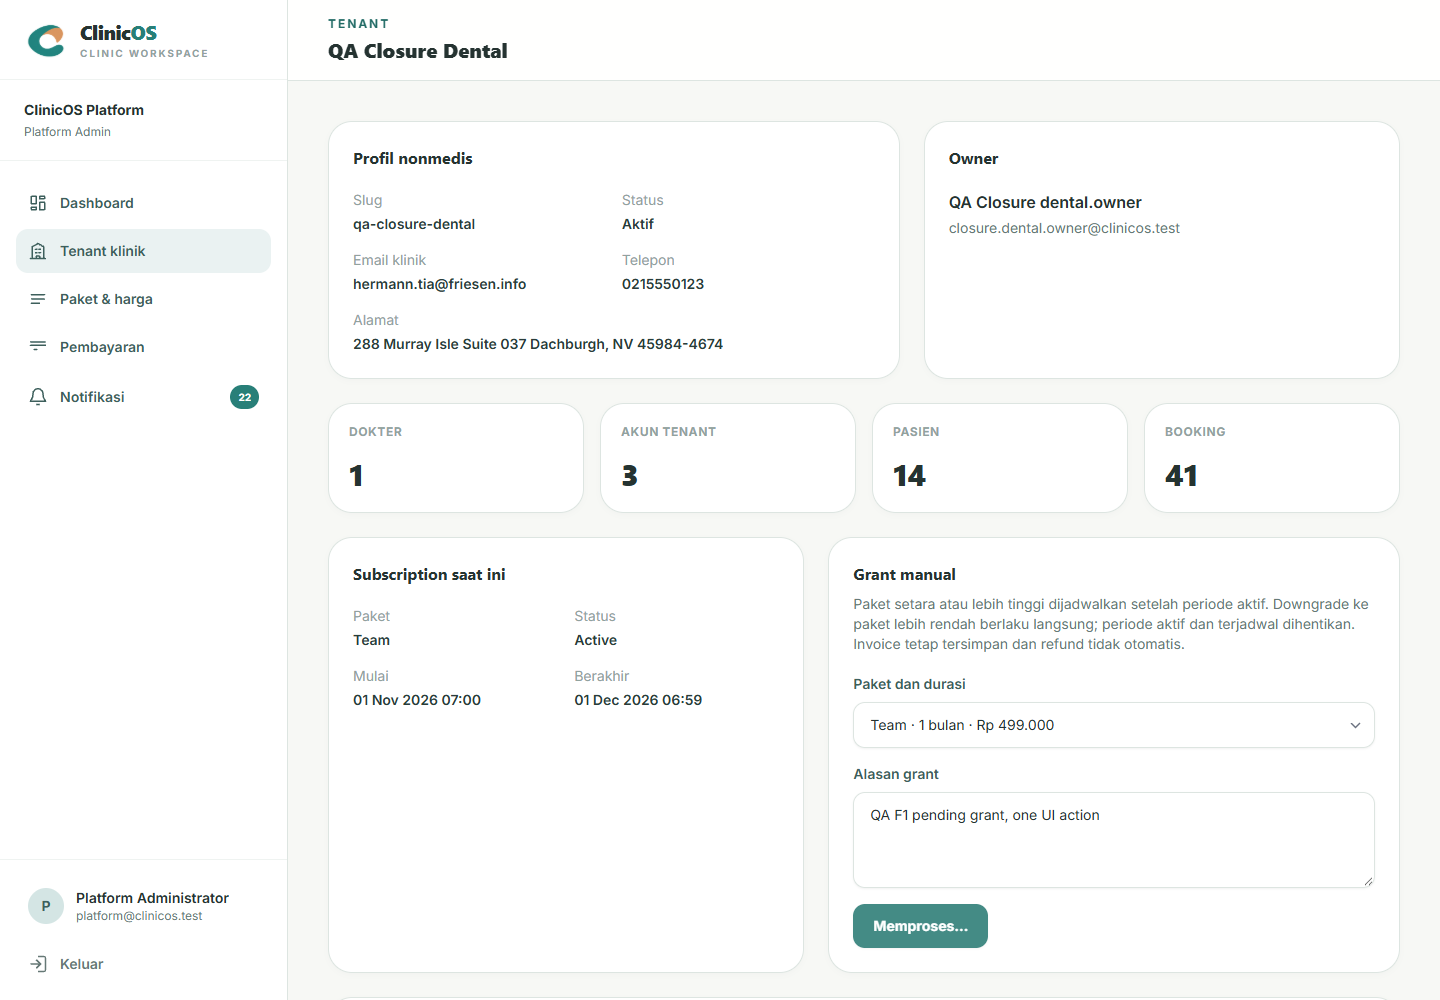 ClinicOS
CLINIC WORKSPACE
ClinicOS Platform
Platform Admin
Dashboard
Tenant klinik
Paket & harga
Pembayaran
Notifikasi
22
P
Platform Administrator
platform@clinicos.test
Keluar
TENANT
QA Closure Dental
Profil nonmedis
Slug
qa-closure-dental
Status
Aktif
Email klinik
hermann.tia@friesen.info
Telepon
0215550123
Alamat
288 Murray Isle Suite 037 Dachburgh, NV 45984-4674
Owner
QA Closure dental.owner
closure.dental.owner@clinicos.test
DOKTER
1
AKUN TENANT
3
PASIEN
14
BOOKING
41
Subscription saat ini
Paket
Team
Status
Active
Mulai
01 Nov 2026 07:00
Berakhir
01 Dec 2026 06:59
Grant manual
Paket setara atau lebih tinggi dijadwalkan setelah periode aktif. Downgrade ke
paket lebih rendah berlaku langsung; periode aktif dan terjadwal dihentikan.
Invoice tetap tersimpan dan refund tidak otomatis.
Paket dan durasi
Team · 1 bulan · Rp 499.000
Alasan grant
QA F1 pending grant, one UI action
Memproses...